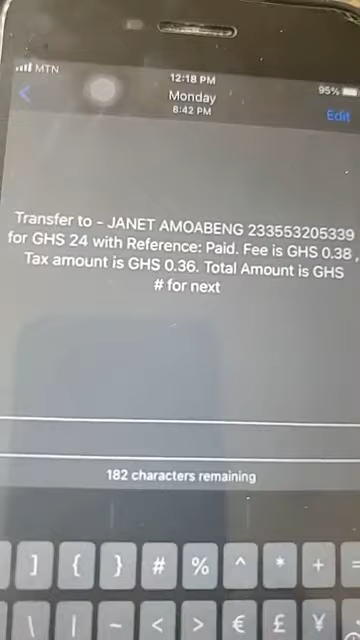 MTN 12:18 PM 95%
Monday
8:42 PM
Edit
Transfer to - JANET AMOABENG 233553205339
for GHS 24 with Reference: Paid. Fee is GHS 0.38 ,
Tax amount is GHS 0.36. Total Amount is GHS
# for next
182 characters remaining
] { } # % ^ * + =
\ | ~ < > € £ ¥